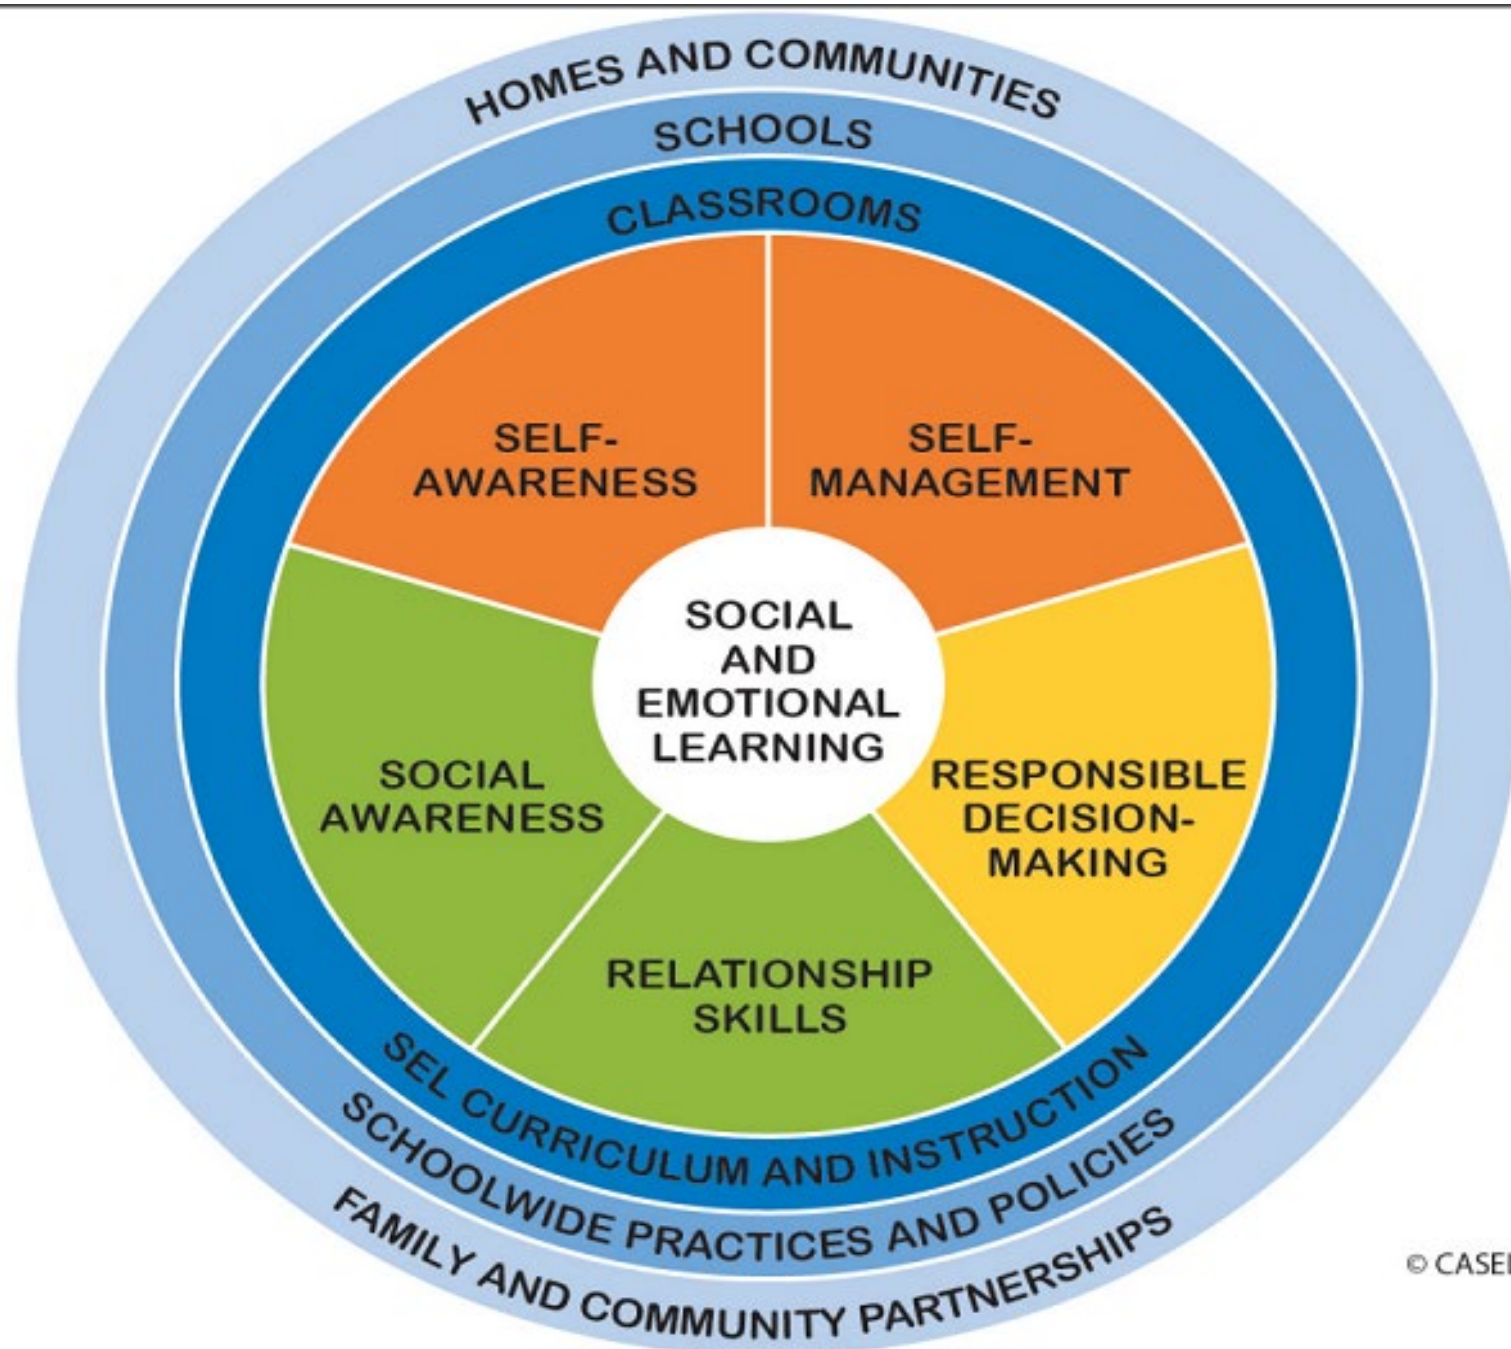 HOMES AND COMMUNITIES
SCHOOLS
CLASSROOMS
SELF-
AWARENESS
SELF-
MANAGEMENT
SOCIAL
AND
EMOTIONAL
LEARNING
SOCIAL
AWARENESS
RESPONSIBLE
DECISION-
MAKING
RELATIONSHIP
SKILLS
SEL CURRICULUM AND INSTRUCTION
SCHOOLWIDE PRACTICES AND POLICIES
FAMILY AND COMMUNITY PARTNERSHIPS
©